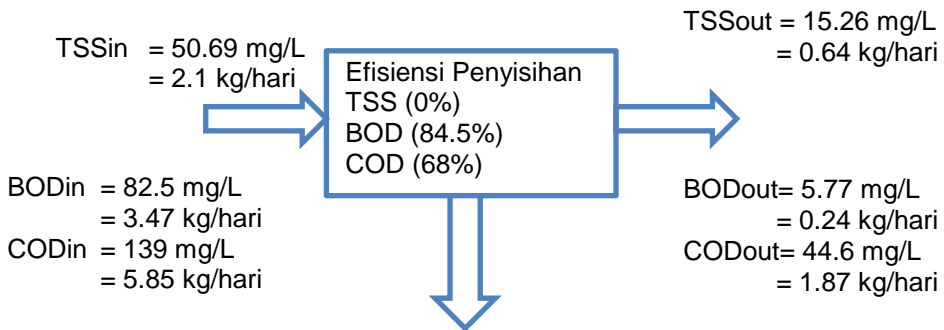 TSSin = 50.69 mg/L
= 2.1 kg/hari
Efisiensi Penyisihan
TSS (0%)
BOD (84.5%)
COD (68%)
TSSout = 15.26 mg/L
= 0.64 kg/hari
BODin = 82.5 mg/L
= 3.47 kg/hari
CODin = 139 mg/L
= 5.85 kg/hari
BODout= 5.77 mg/L
= 0.24 kg/hari
CODout= 44.6 mg/L
= 1.87 kg/hari